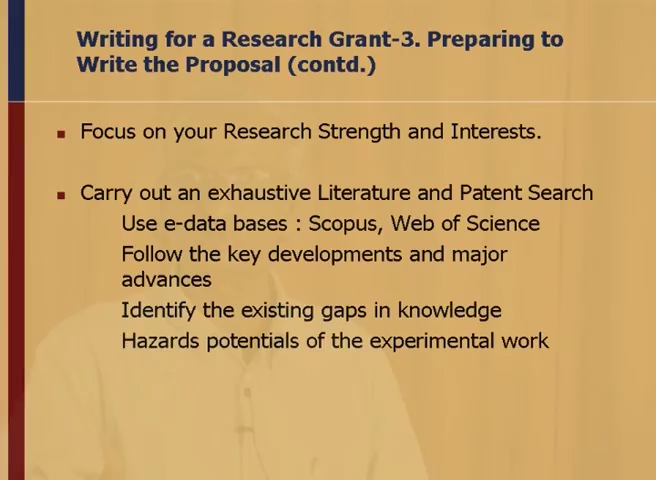 Writing for a Research Grant-3. Preparing to
Write the Proposal (contd.)
Focus on your Research Strength and Interests.
Carry out an exhaustive Literature and Patent Search
Use e-data bases : Scopus, Web of Science
Follow the key developments and major
advances
Identify the existing gaps in knowledge
Hazards potentials of the experimental work